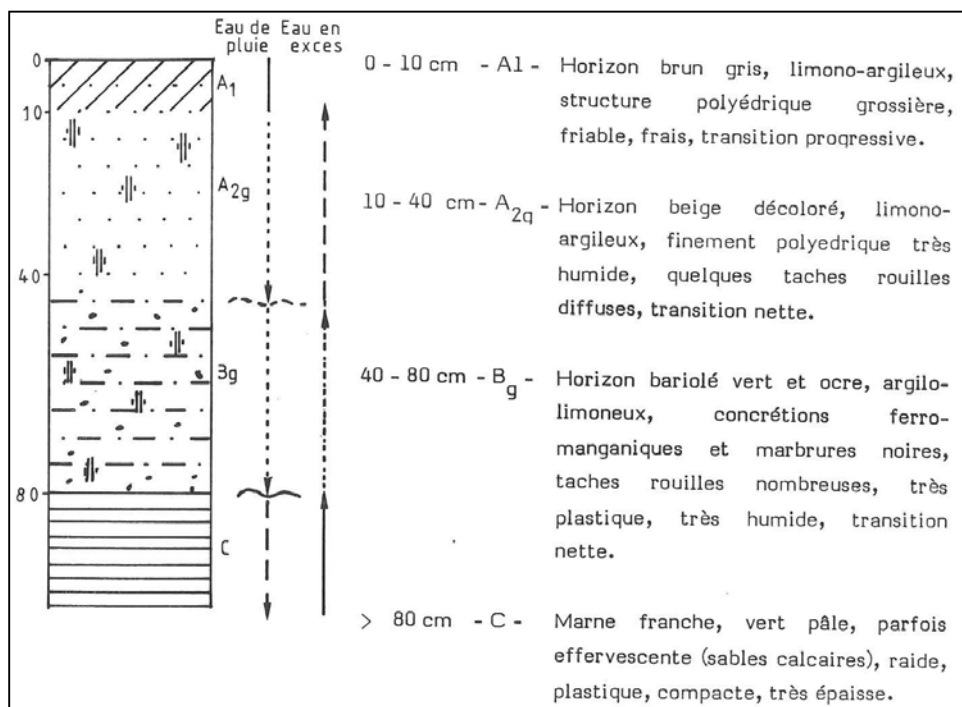 Eau de Eau en
pluie exces
0
A1
10
A2g
40
Bg
80
C
0 - 10 cm - A1 - Horizon brun gris, limono-argileux,
structure polyédrique grossière,
friable, frais, transition progressive.
10 - 40 cm - A2g - Horizon beige décoloré, limono-
argileux, finement polyedrique très
humide, quelques taches rouilles
diffuses, transition nette.
40 - 80 cm - Bg - Horizon bariolé vert et ocre, argilo-
limoneux, concrétions ferro-
manganiques et marbrures noires,
taches rouilles nombreuses, très
plastique, très humide, transition
nette.
> 80 cm - C - Marne franche, vert pâle, parfois
effervescente (sables calcaires), raide,
plastique, compacte, très épaisse.